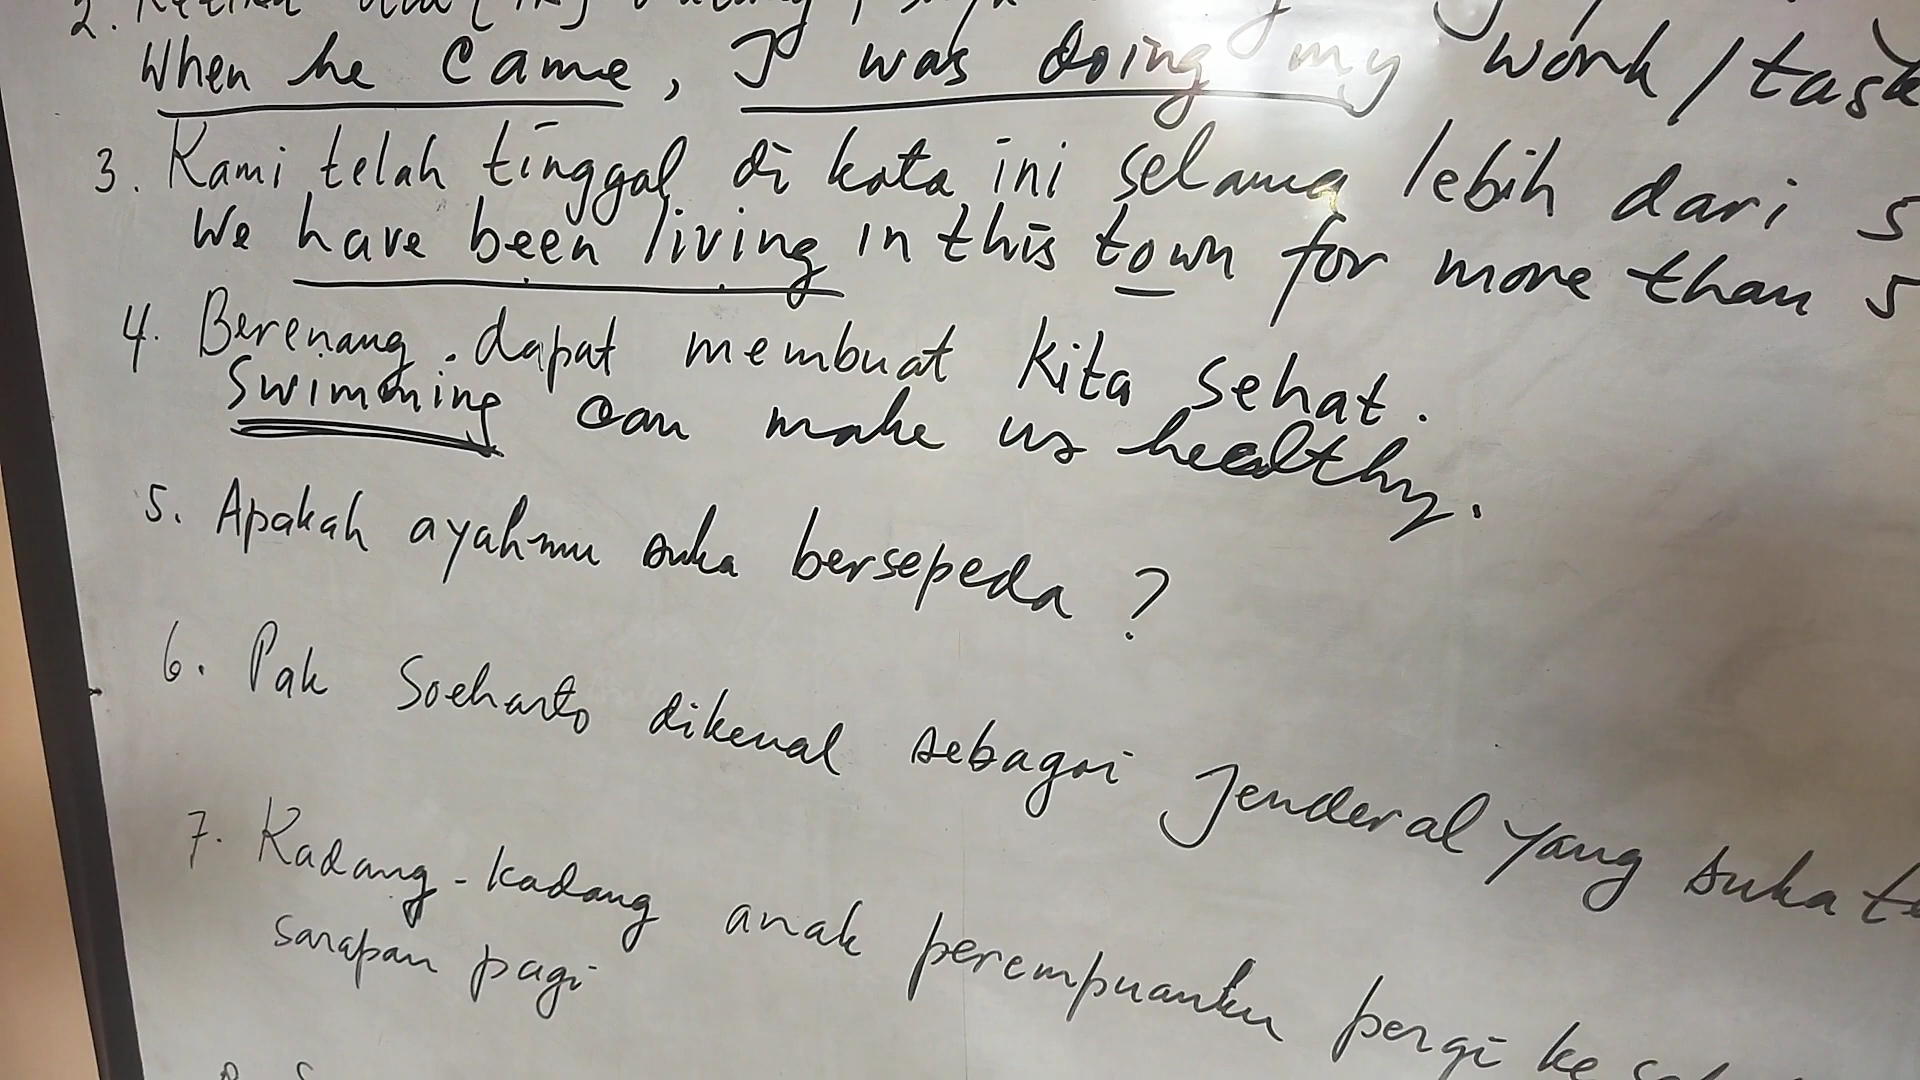 2.
When he came, I was doing my work / task
3. Kami telah tinggal di kota ini selama lebih dari 5
We have been living in this town for more than 5
4. Berenang dapat membuat kita sehat.
Swimming can make us healthy.
5. Apakah ayahmu suka bersepeda ?
6. Pak Soeharto dikenal sebagai Jenderal yang suka
7. Kadang-kadang anak perempuanku pergi ke
sarapan pagi